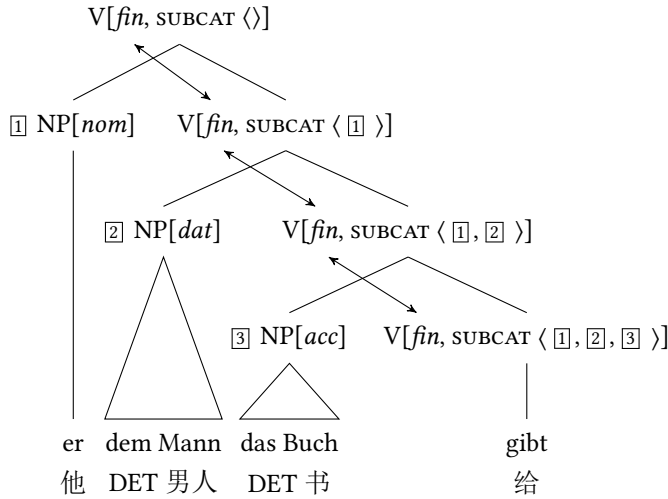 V[fin, SUBCAT ⟨⟩]
1 NP[nom] V[fin, SUBCAT ⟨ 1 ⟩]
2 NP[dat] V[fin, SUBCAT ⟨ 1, 2 ⟩]
3 NP[acc] V[fin, SUBCAT ⟨ 1, 2, 3 ⟩]
er dem Mann das Buch gibt
他 DET 男人 DET 书 给